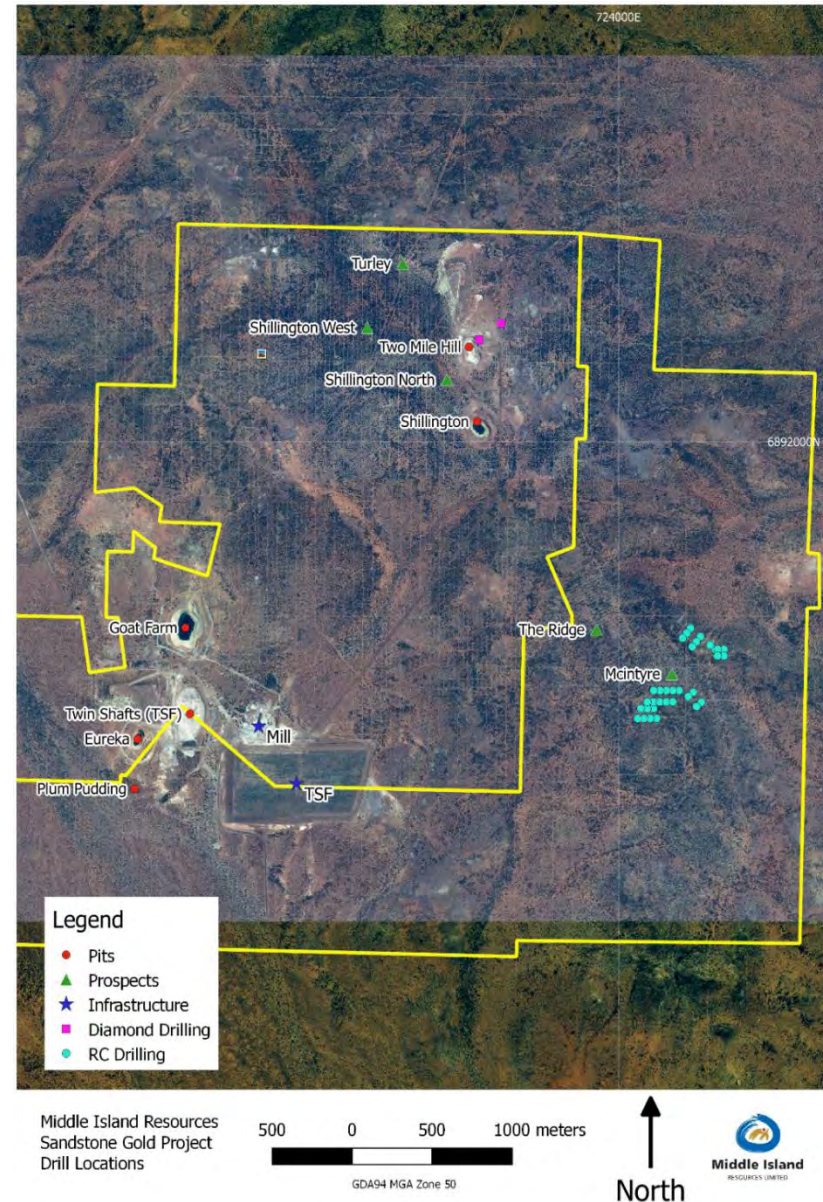 724000E
Turley
Shillington West
Two Mile Hill
Shillington North
Shillington
6892000N
Goat Farm
The Ridge
Mcintyre
Twin Shafts (TSF)
Mill
Eureka
Plum Pudding
TSF
Legend
Pits
Prospects
Infrastructure
Diamond Drilling
RC Drilling
Middle Island Resources
Sandstone Gold Project
Drill Locations
500 0 500 1000 meters
GDA94 MGA Zone 50
North
Middle Island
RESOURCES LIMITED